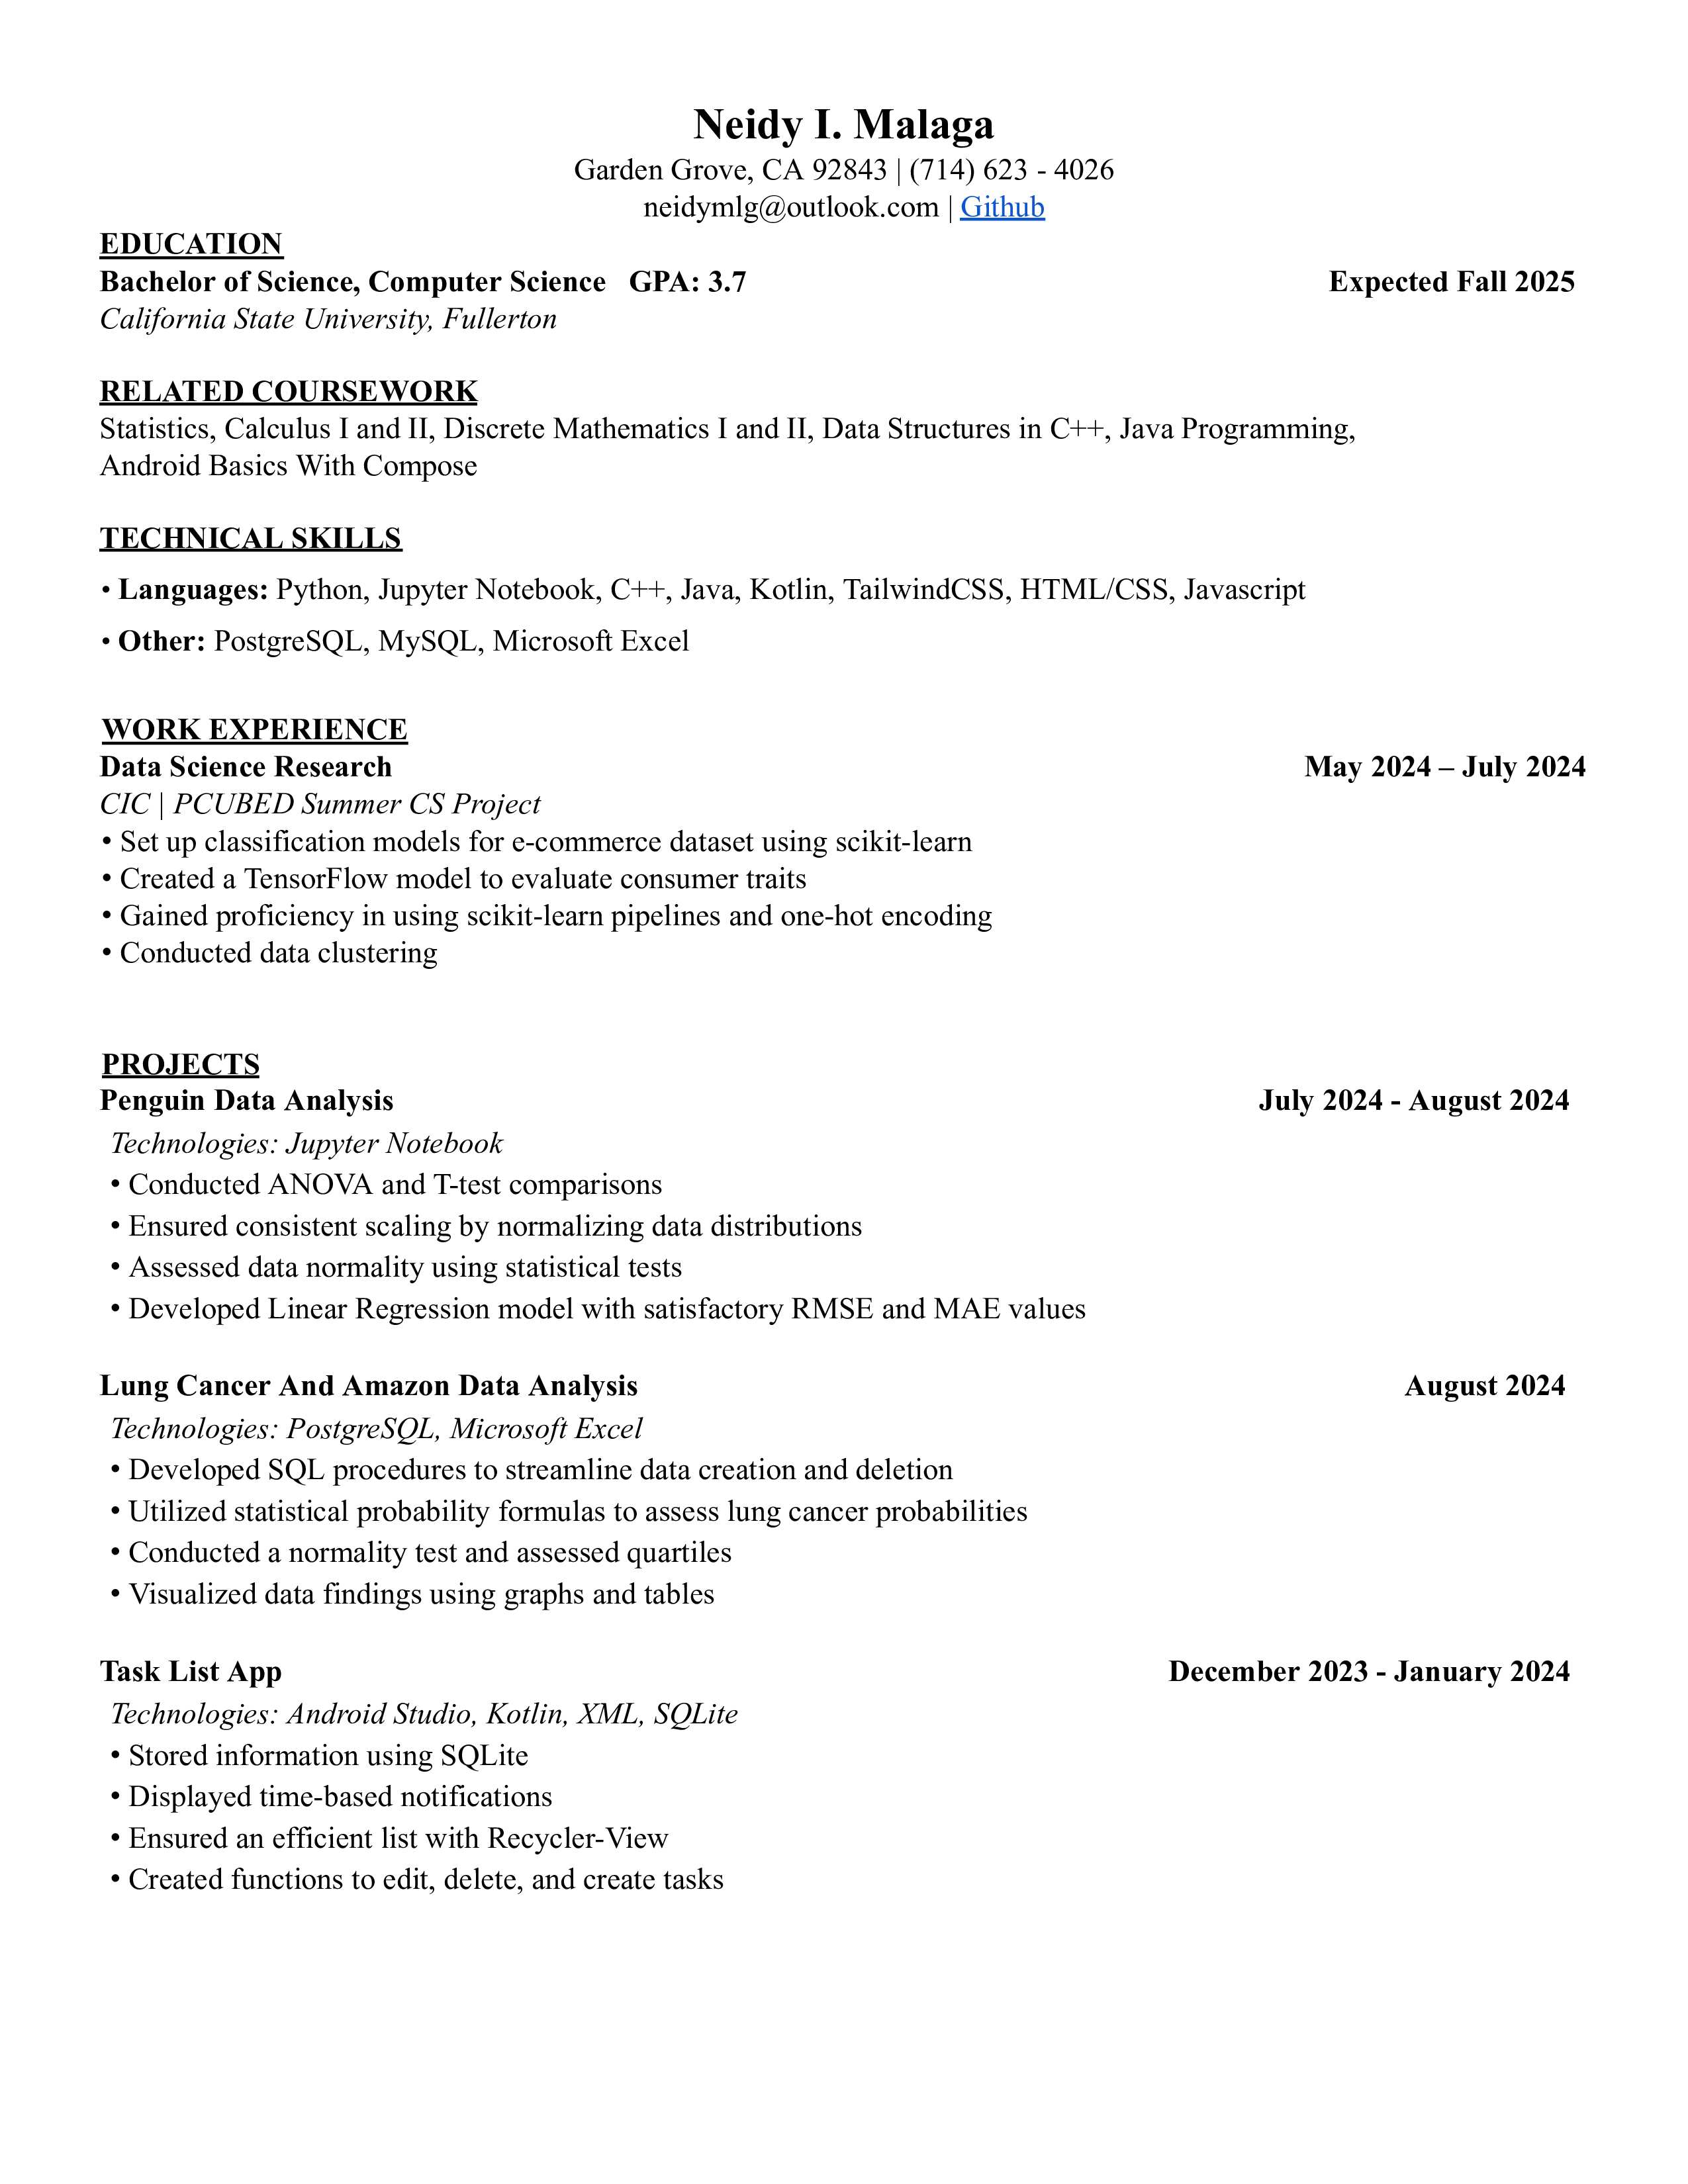 Neidy I. Malaga
Garden Grove, CA 92843 | (714) 623 - 4026
neidymlg@outlook.com | Github
EDUCATION
Bachelor of Science, Computer Science   GPA: 3.7   Expected Fall 2025
California State University, Fullerton
RELATED COURSEWORK
Statistics, Calculus I and II, Discrete Mathematics I and II, Data Structures in C++, Java Programming,
Android Basics With Compose
TECHNICAL SKILLS
• Languages: Python, Jupyter Notebook, C++, Java, Kotlin, TailwindCSS, HTML/CSS, Javascript
• Other: PostgreSQL, MySQL, Microsoft Excel
WORK EXPERIENCE
Data Science Research   May 2024 – July 2024
CIC | PCUBED Summer CS Project
• Set up classification models for e-commerce dataset using scikit-learn
• Created a TensorFlow model to evaluate consumer traits
• Gained proficiency in using scikit-learn pipelines and one-hot encoding
• Conducted data clustering
PROJECTS
Penguin Data Analysis   July 2024 - August 2024
Technologies: Jupyter Notebook
• Conducted ANOVA and T-test comparisons
• Ensured consistent scaling by normalizing data distributions
• Assessed data normality using statistical tests
• Developed Linear Regression model with satisfactory RMSE and MAE values
Lung Cancer And Amazon Data Analysis   August 2024
Technologies: PostgreSQL, Microsoft Excel
• Developed SQL procedures to streamline data creation and deletion
• Utilized statistical probability formulas to assess lung cancer probabilities
• Conducted a normality test and assessed quartiles
• Visualized data findings using graphs and tables
Task List App   December 2023 - January 2024
Technologies: Android Studio, Kotlin, XML, SQLite
• Stored information using SQLite
• Displayed time-based notifications
• Ensured an efficient list with Recycler-View
• Created functions to edit, delete, and create tasks